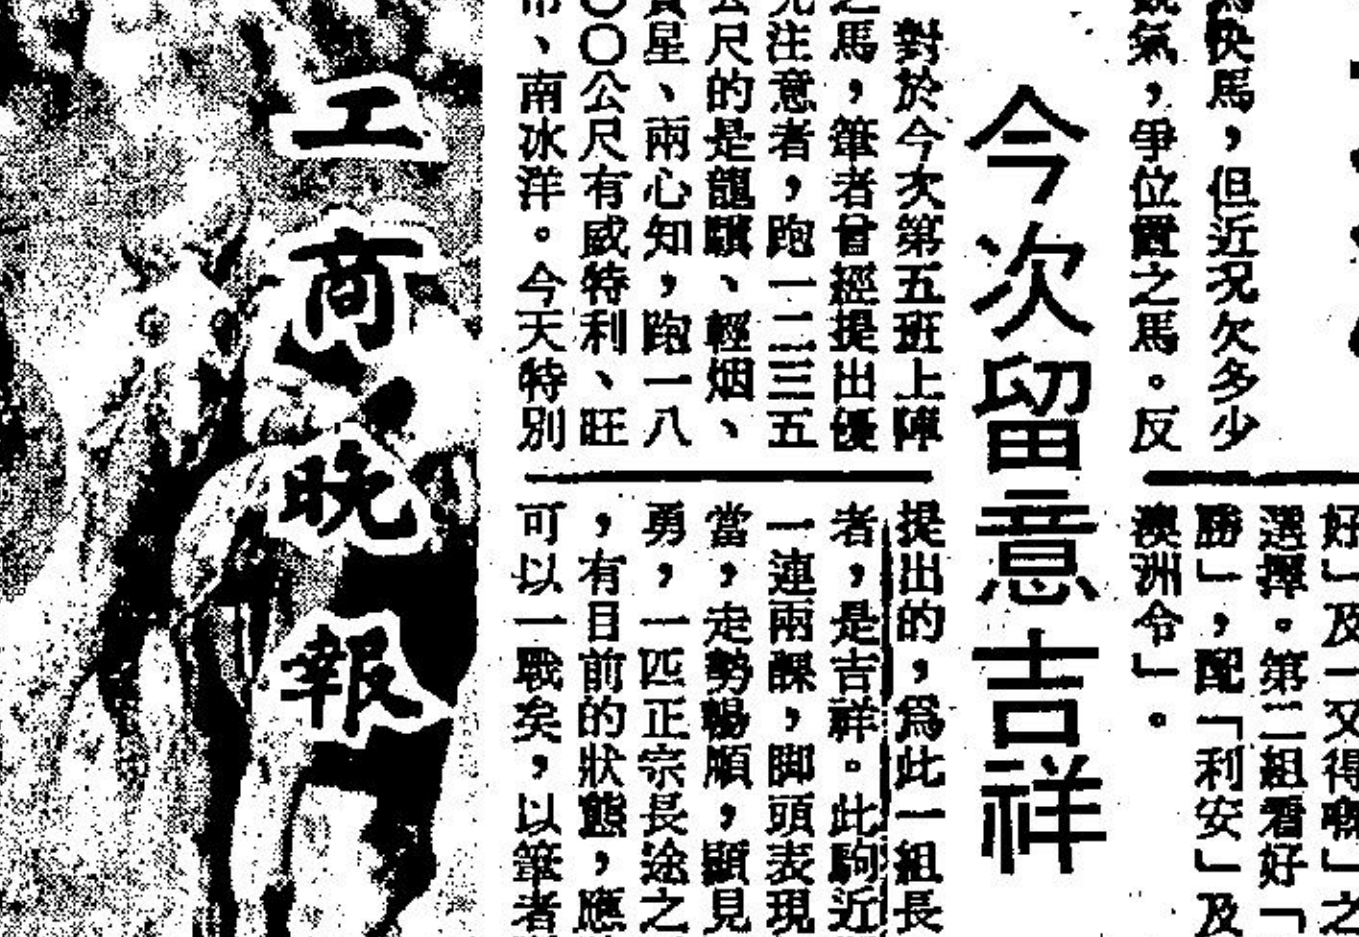 快馬，但近况欠多少
氣，爭位置之馬。反
好」及「又得」之
選擇。第二組看好「
勝」，配「利安」及
澳洲令」。
今次留意吉祥
對於今次第五班上陣
之馬，筆者曾經提出優
先注意者，跑一二三五
公尺的是龍驥、輕烟、
寶星、兩心知，跑一八
〇〇公尺有威特利、旺
市、南冰洋。今天特別
提出的，爲此一組長
者，是吉祥。此駒近
一連兩課，脚頭表現
當，走勢暢順，顯見
勇，一匹正宗長途之
，有目前的狀態，應
可以一戰矣，以筆者
工商晚報